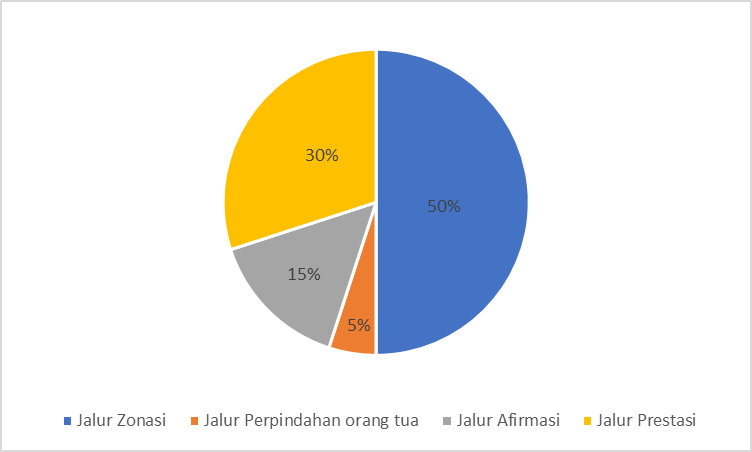 30%
50%
15%
5%
Jalur Zonasi
Jalur Perpindahan orang tua
Jalur Afirmasi
Jalur Prestasi